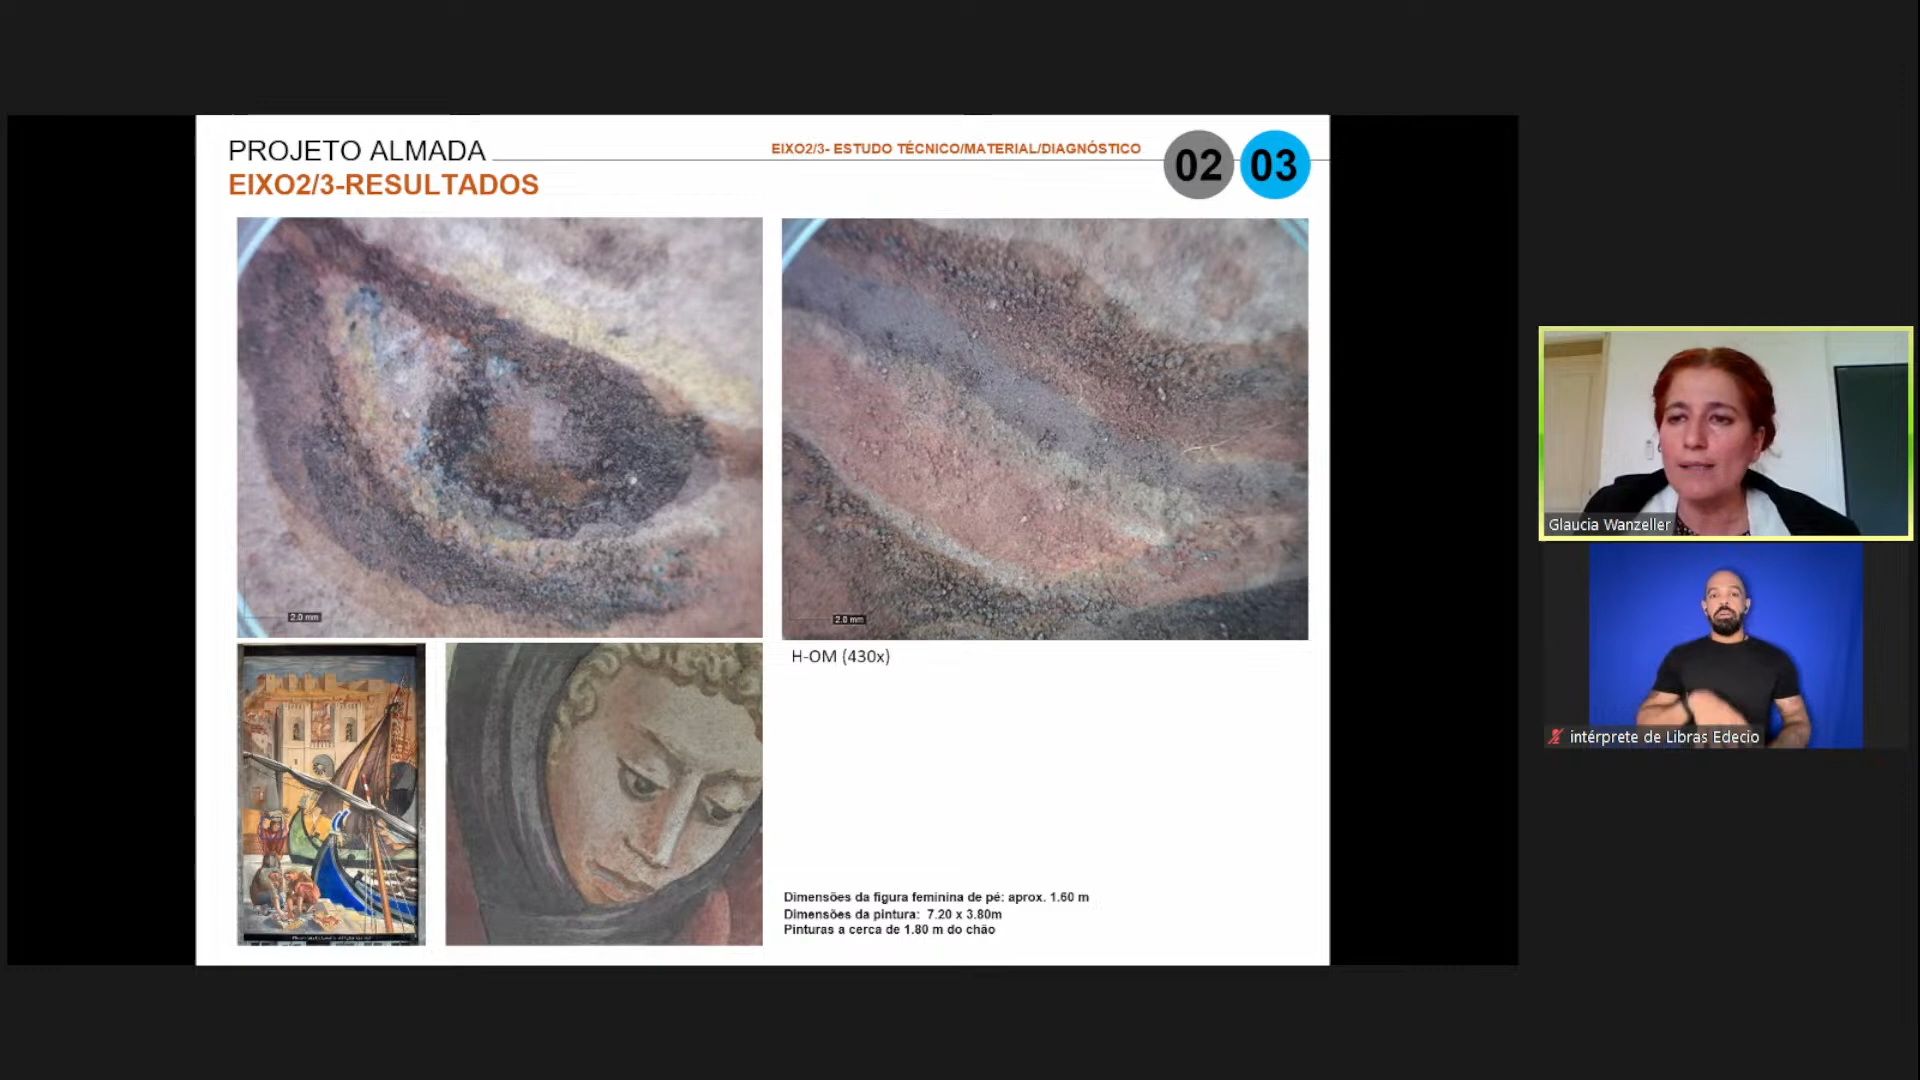 PROJETO ALMADA
EIXO2/3-RESULTADOS
EIXO2/3- ESTUDO TÉCNICO/MATERIAL/DIAGNÓSTICO
02 03
2.0 mm
2.0 mm
H-OM (430x)
Dimensões da figura feminina de pé: aprox. 1.60 m
Dimensões da pintura: 7.20 x 3.80m
Pinturas a cerca de 1.80 m do chão
Glaucia Wanzeller
intérprete de Libras Edecio